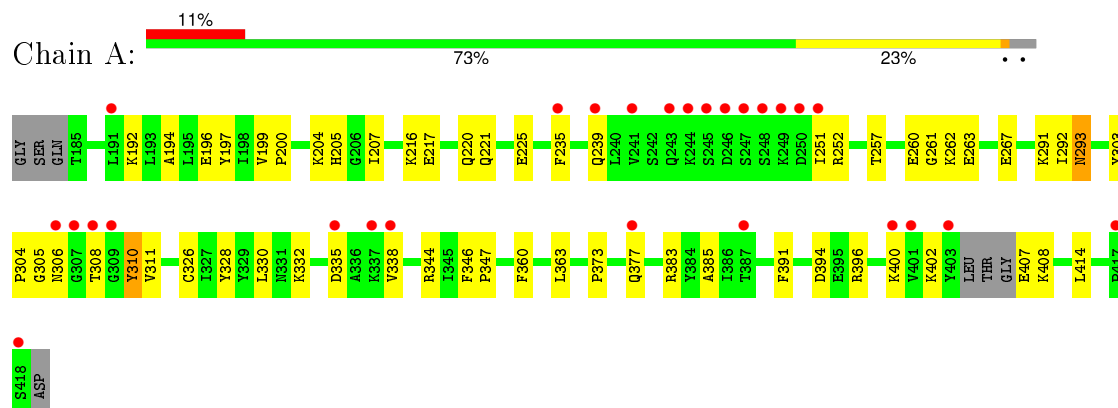 11%
Chain A:
73% 23% • •
GLY SER GLN T185 L191 K192 L193 A194 L195 E196 Y197 I198 V199 P200 K204 H205 G206 I207 K216 E217 Q220 Q221 E225 F235 Q239 L240 V241 S242 Q243 K244 S245 D246 S247 S248 K249 D250 I251 R252 T257 E260 G261 K262 E263 E267 K291 I292 N293 Y303
P304 G305 N306 G307 T308 G309 Y310 V311 C326 I327 Y328 Y329 L330 N331 K332 D335 A336 K337 V338 R344 I345 F346 P347 F360 L363 P373 Q377 R383 Y384 A385 I386 T387 F391 D394 E395 R396 K400 V401 K402 Y403 LEU THR GLY E407 K408 L414 P417
S418 ASP